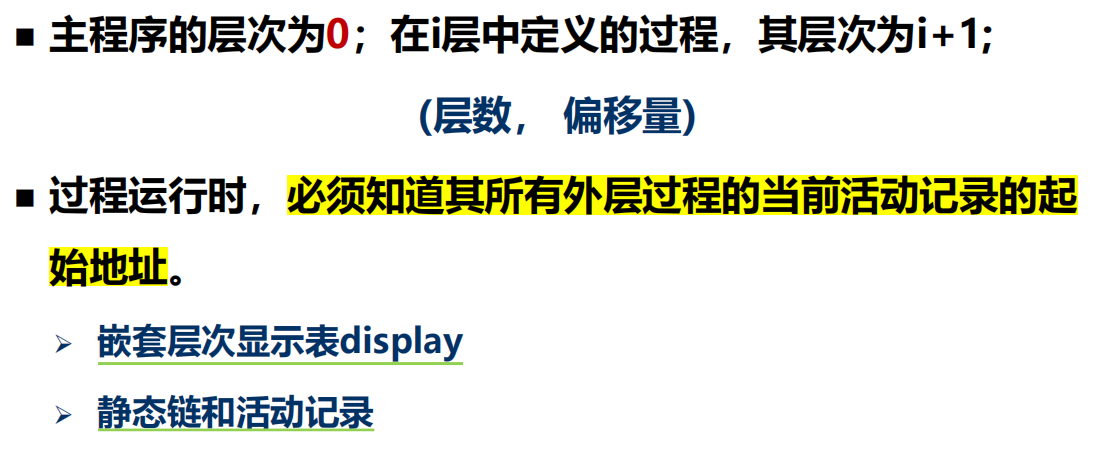 ■ 主程序的层次为0；在i层中定义的过程，其层次为i+1;
(层数， 偏移量)
■ 过程运行时，必须知道其所有外层过程的当前活动记录的起
始地址。
➢ 嵌套层次显示表display
➢ 静态链和活动记录